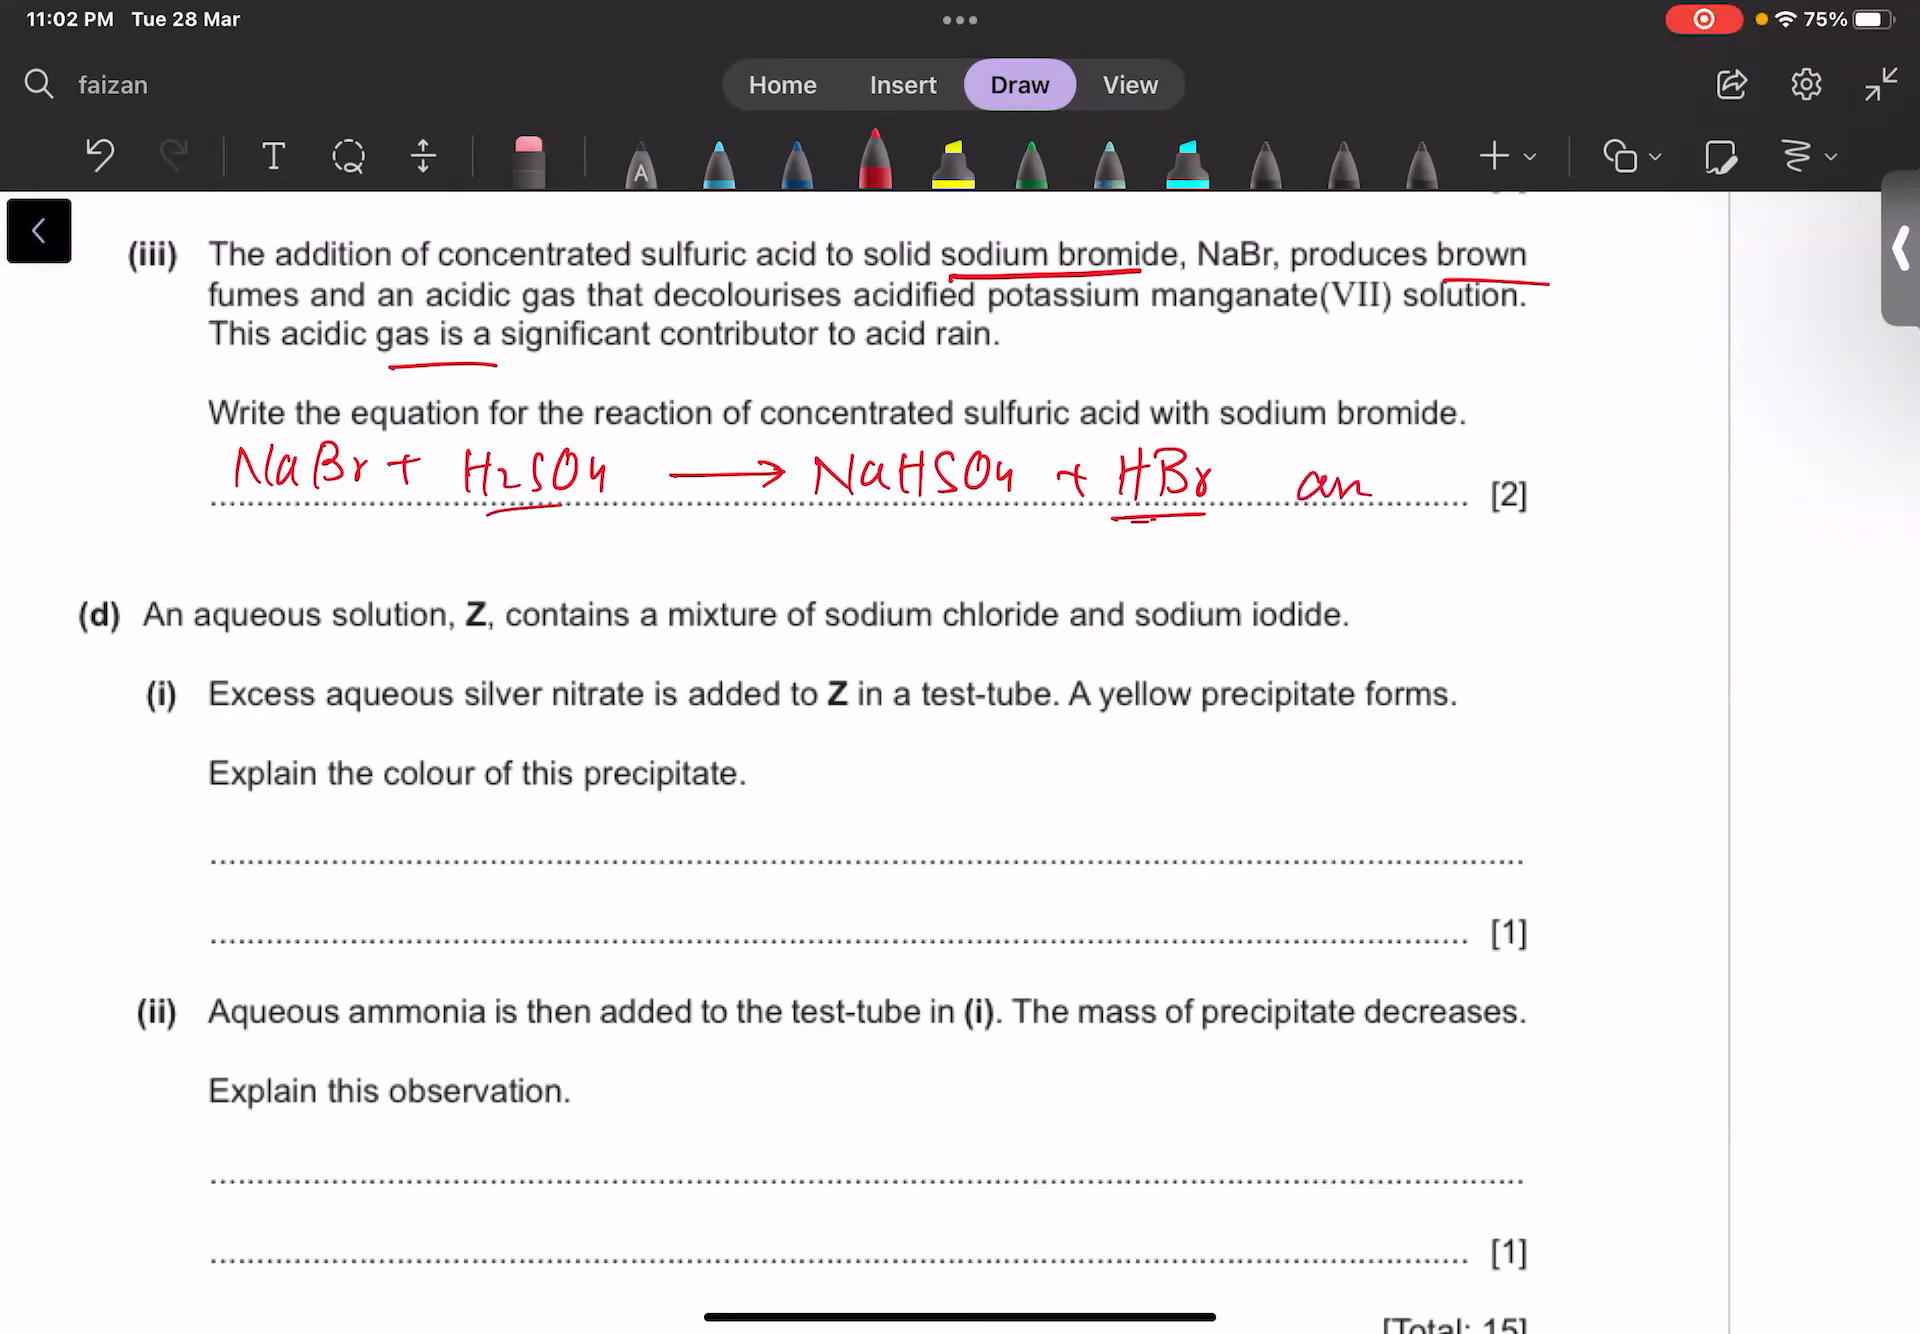 11:02 PM Tue 28 Mar
75%
faizan
Home Insert Draw View
T
A
(iii) The addition of concentrated sulfuric acid to solid sodium bromide, NaBr, produces brown
fumes and an acidic gas that decolourises acidified potassium manganate(VII) solution.
This acidic gas is a significant contributor to acid rain.
Write the equation for the reaction of concentrated sulfuric acid with sodium bromide.
NaBr + H2SO4 → NaHSO4 + HBr an
[2]
(d) An aqueous solution, Z, contains a mixture of sodium chloride and sodium iodide.
(i) Excess aqueous silver nitrate is added to Z in a test-tube. A yellow precipitate forms.
Explain the colour of this precipitate.
[1]
(ii) Aqueous ammonia is then added to the test-tube in (i). The mass of precipitate decreases.
Explain this observation.
[1]
[Total: 15]